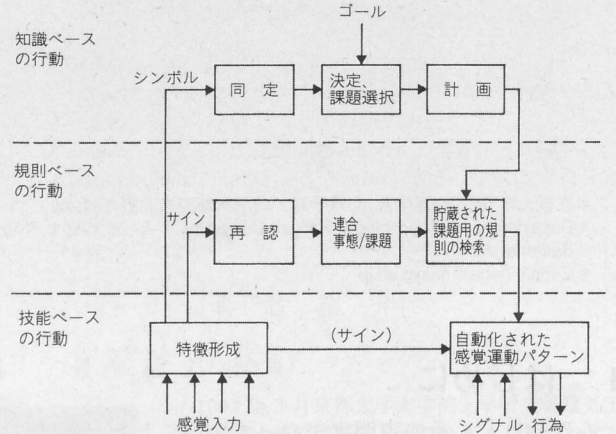 ゴール
知識ベース
の行動
シンボル
同 定
決定、
課題選択
計 画
規則ベース
の行動
サイン
再 認
連合
事態/課題
貯蔵された
課題用の規
則の検索
技能ベース
の行動
特徴形成
(サイン)
自動化された
感覚運動パターン
感覚入力
シグナル 行為